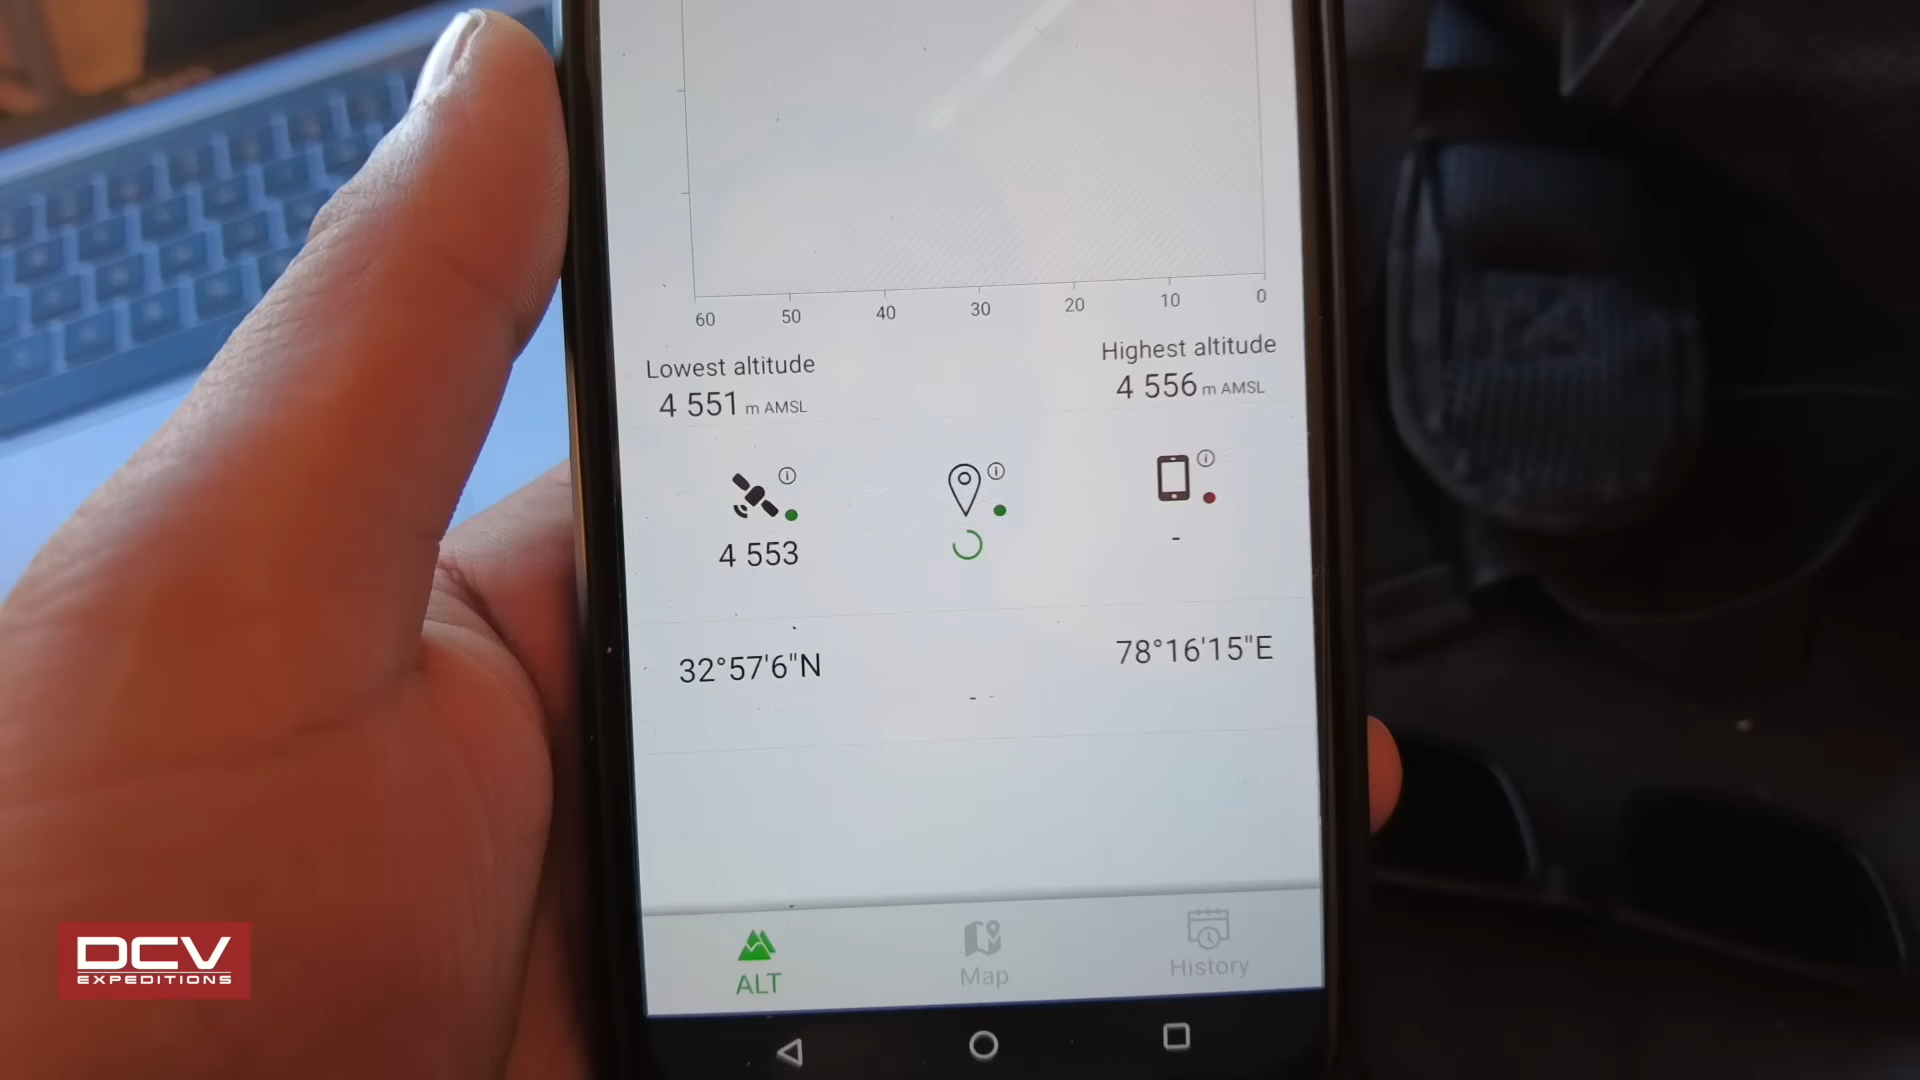 60 50 40 30 20 10 0
Lowest altitude
Highest altitude
4 551 m AMSL
4 556 m AMSL
4 553
-
32°57'6"N
78°16'15"E
- -
ALT
Map
History
DCV
EXPEDITIONS